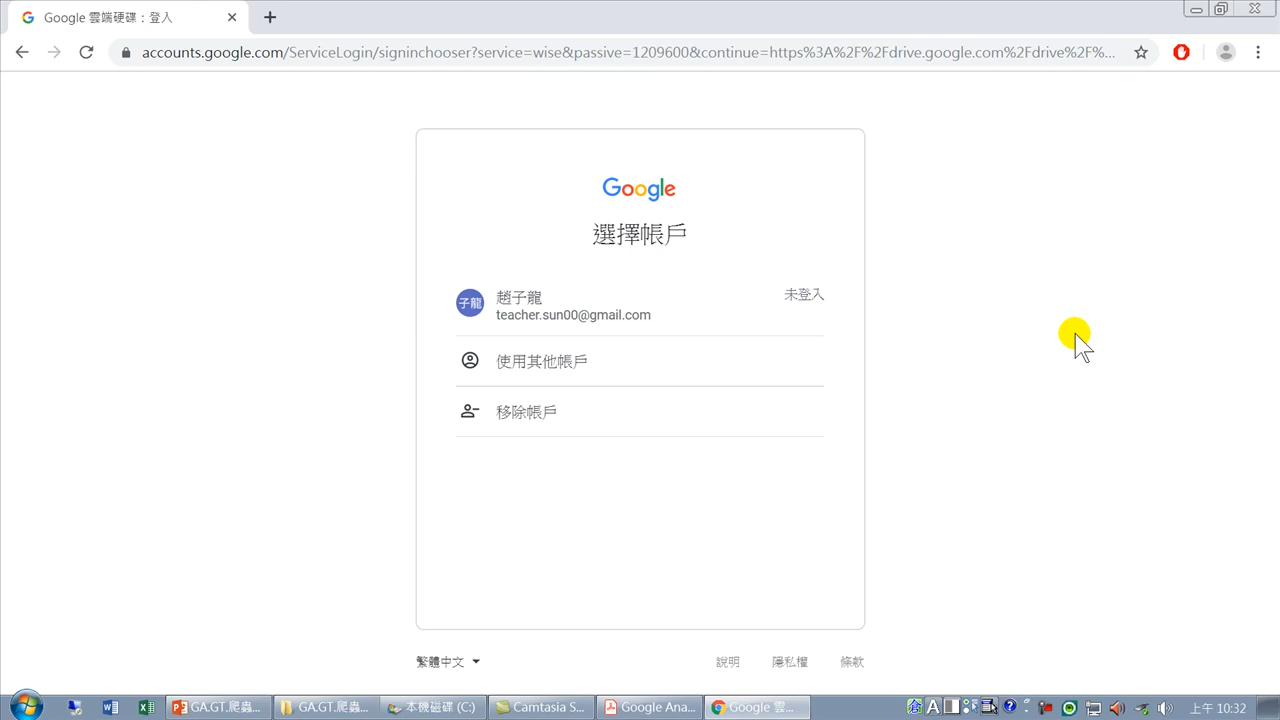 Google 雲端硬碟：登入
accounts.google.com/ServiceLogin/signinchooser?service=wise&passive=1209600&continue=https%3A%2F%2Fdrive.google.com%2Fdrive%2F%...
Google
選擇帳戶
子龍
趙子龍
未登入
teacher.sun00@gmail.com
使用其他帳戶
移除帳戶
繁體中文
說明
隱私權
條款
GA.GT.爬蟲...
GA.GT.爬蟲...
本機磁碟 (C:)
Camtasia S...
Google Ana...
Google 雲...
A
上午 10:32